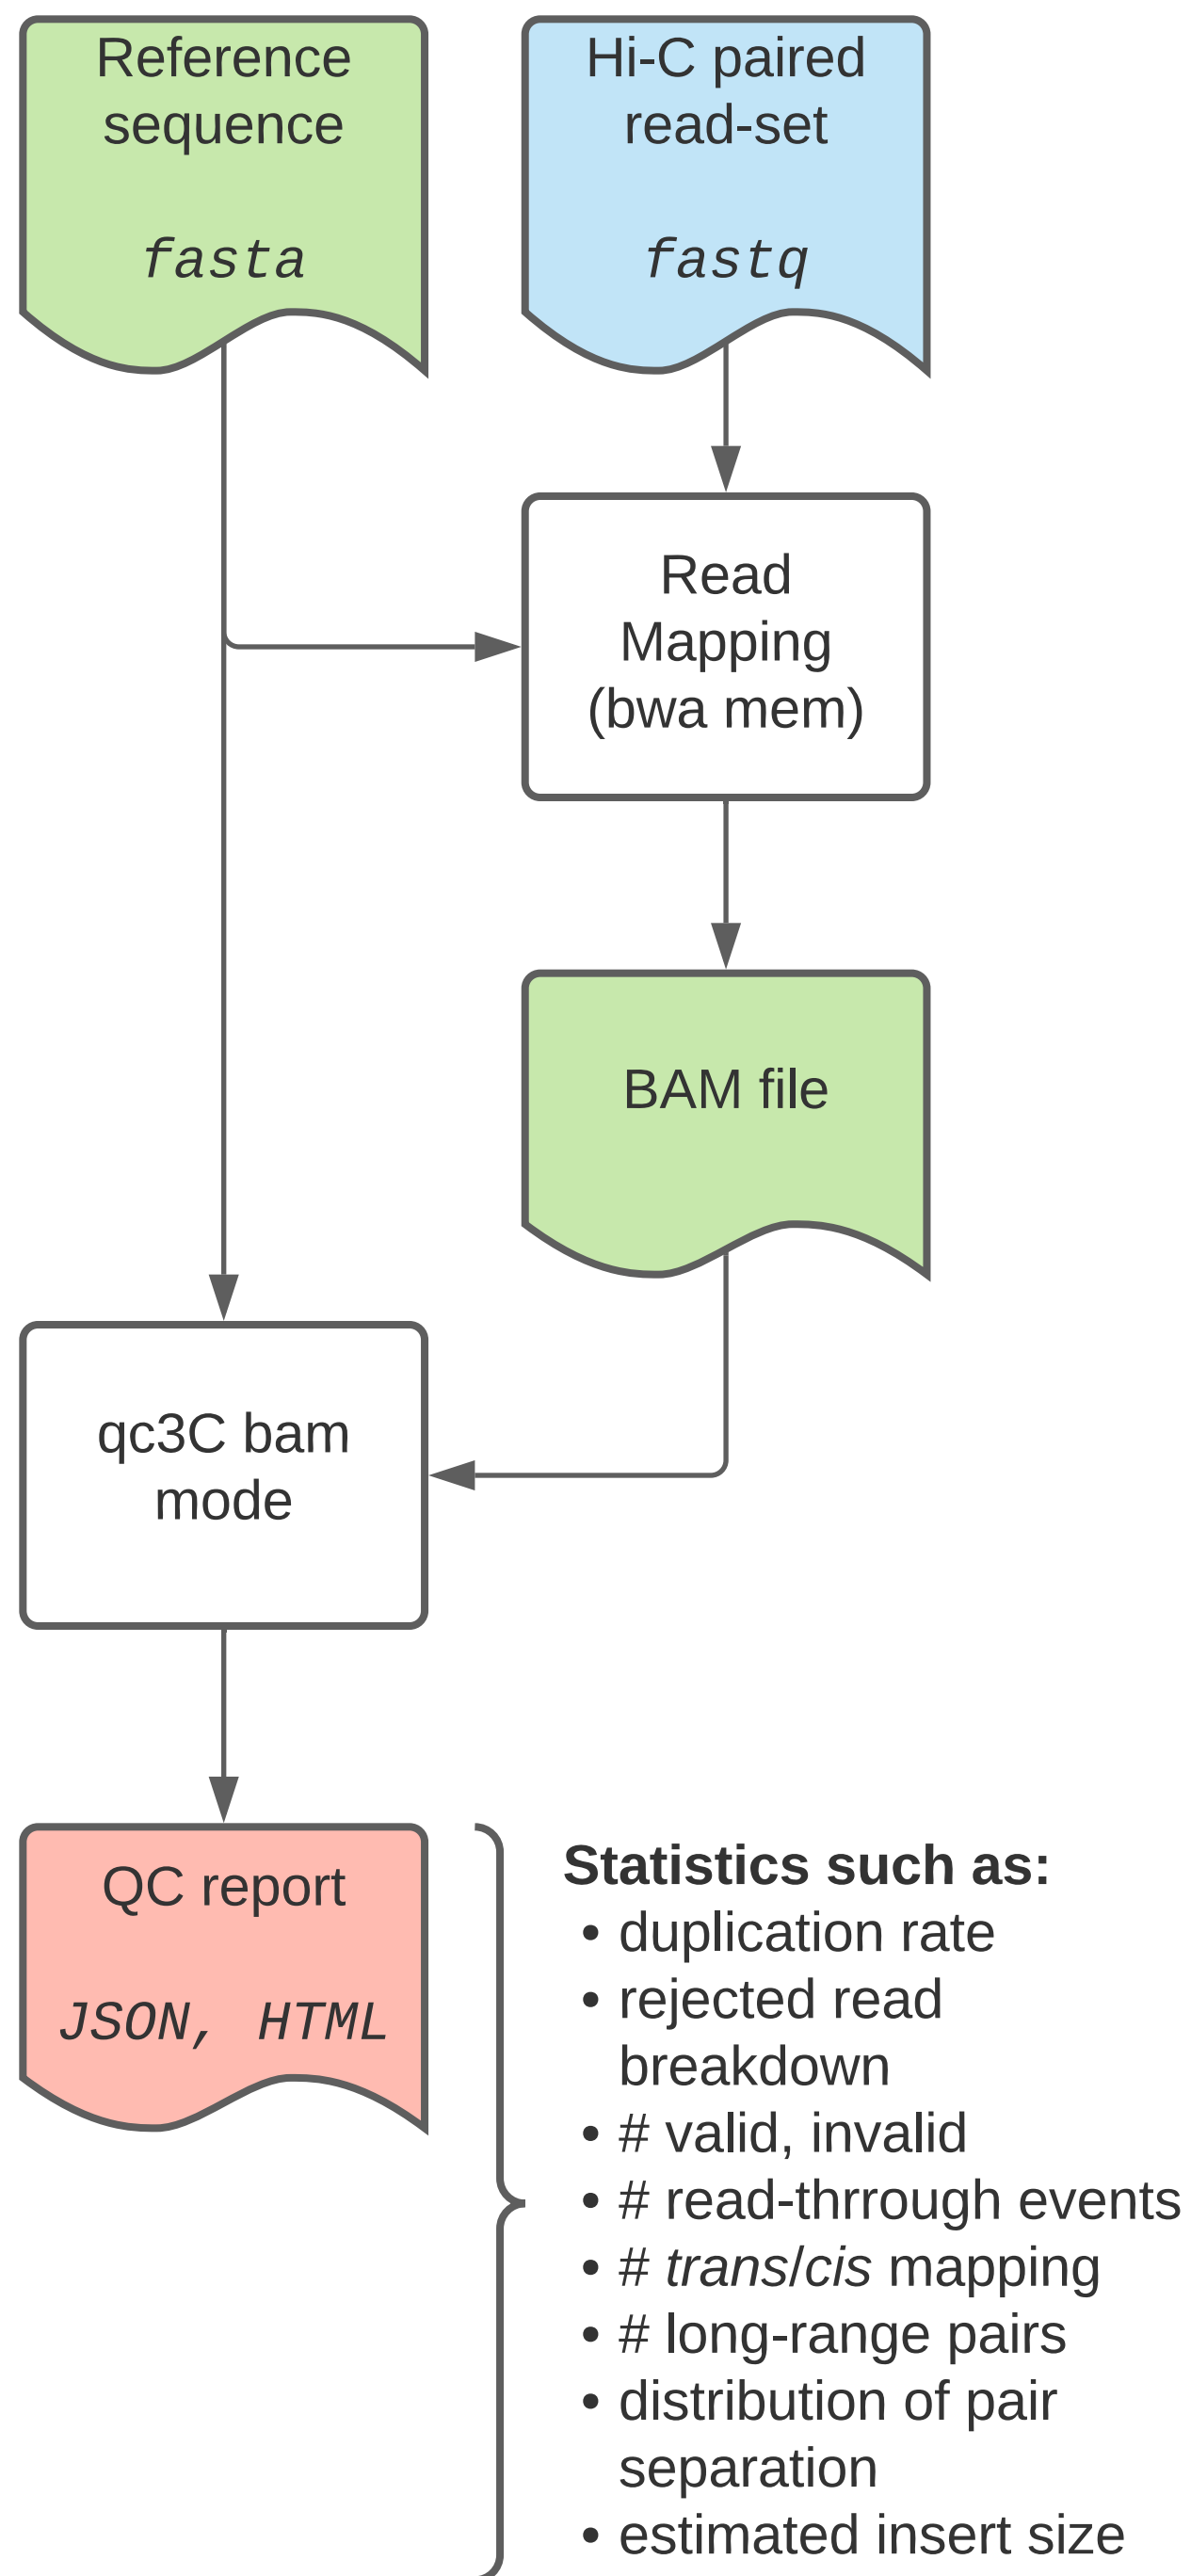 Reference
sequence
fasta
Hi-C paired
read-set
fastq
Read
Mapping
(bwa mem)
BAM file
qc3C bam
mode
QC report
JSON, HTML
Statistics such as:
• duplication rate
• rejected read
breakdown
• # valid, invalid
• # read-thrrough events
• # trans/cis mapping
• # long-range pairs
• distribution of pair
separation
• estimated insert size